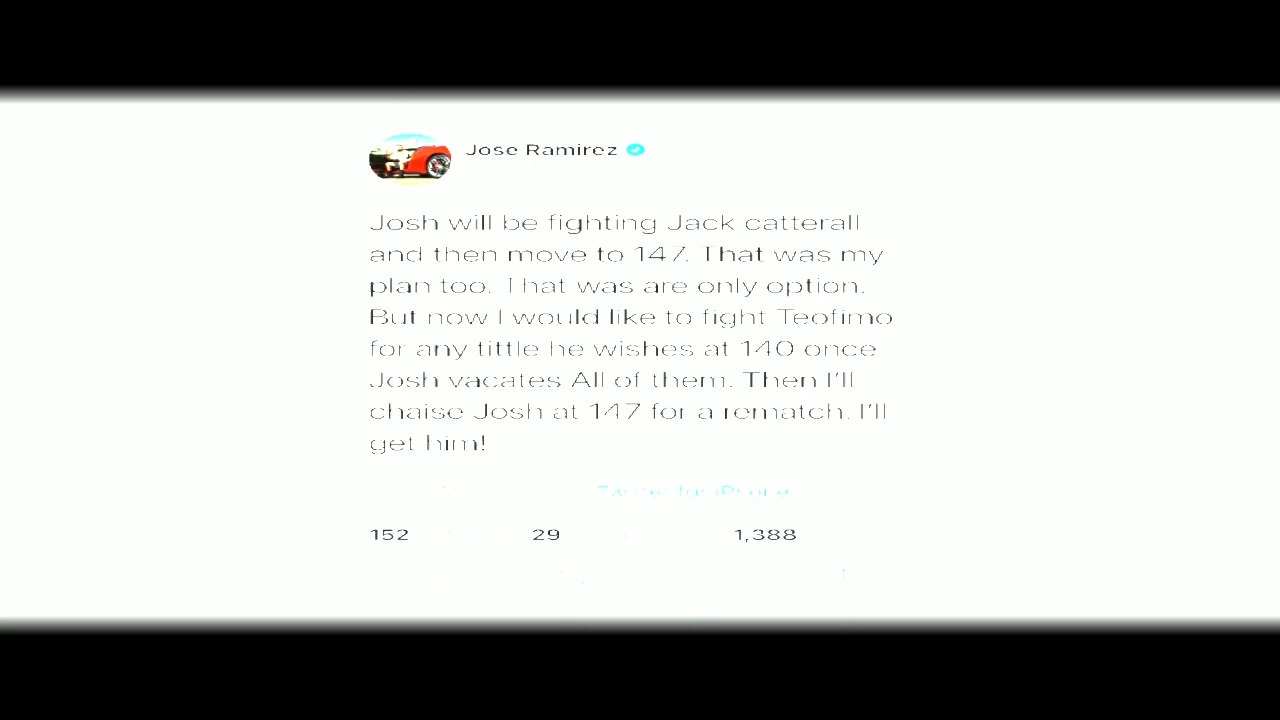 Jose Ramirez
Josh will be fighting Jack catterall
and then move to 147. That was my
plan too. That was are only option.
But now I would like to fight Teofimo
for any tittle he wishes at 140 once
Josh vacates All of them. Then I'll
chaise Josh at 147 for a rematch. I'll
get him!
Twitter for iPhone
152 29 1,388